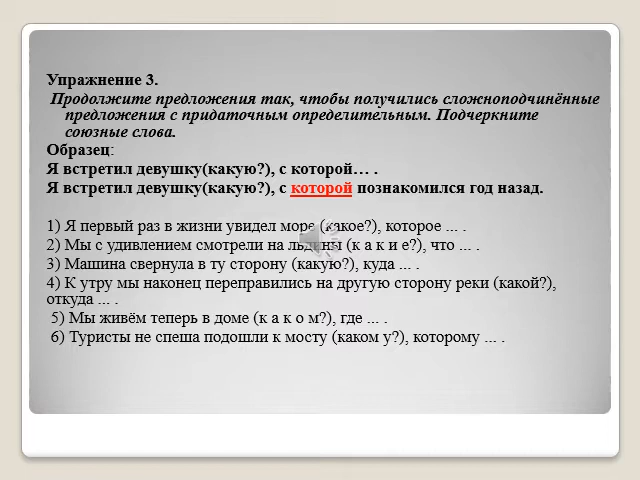 Упражнение 3.
Продолжите предложения так, чтобы получились сложноподчинённые
предложения с придаточным определительным. Подчеркните
союзные слова.
Образец:
Я встретил девушку(какую?), с которой… .
Я встретил девушку(какую?), с которой познакомился год назад.
1) Я первый раз в жизни увидел море (какое?), которое ... .
2) Мы с удивлением смотрели на льдины (к а к и е?), что ... .
3) Машина свернула в ту сторону (какую?), куда ... .
4) К утру мы наконец переправились на другую сторону реки (какой?),
откуда ... .
5) Мы живём теперь в доме (к а к о м?), где ... .
6) Туристы не спеша подошли к мосту (каком у?), которому ... .